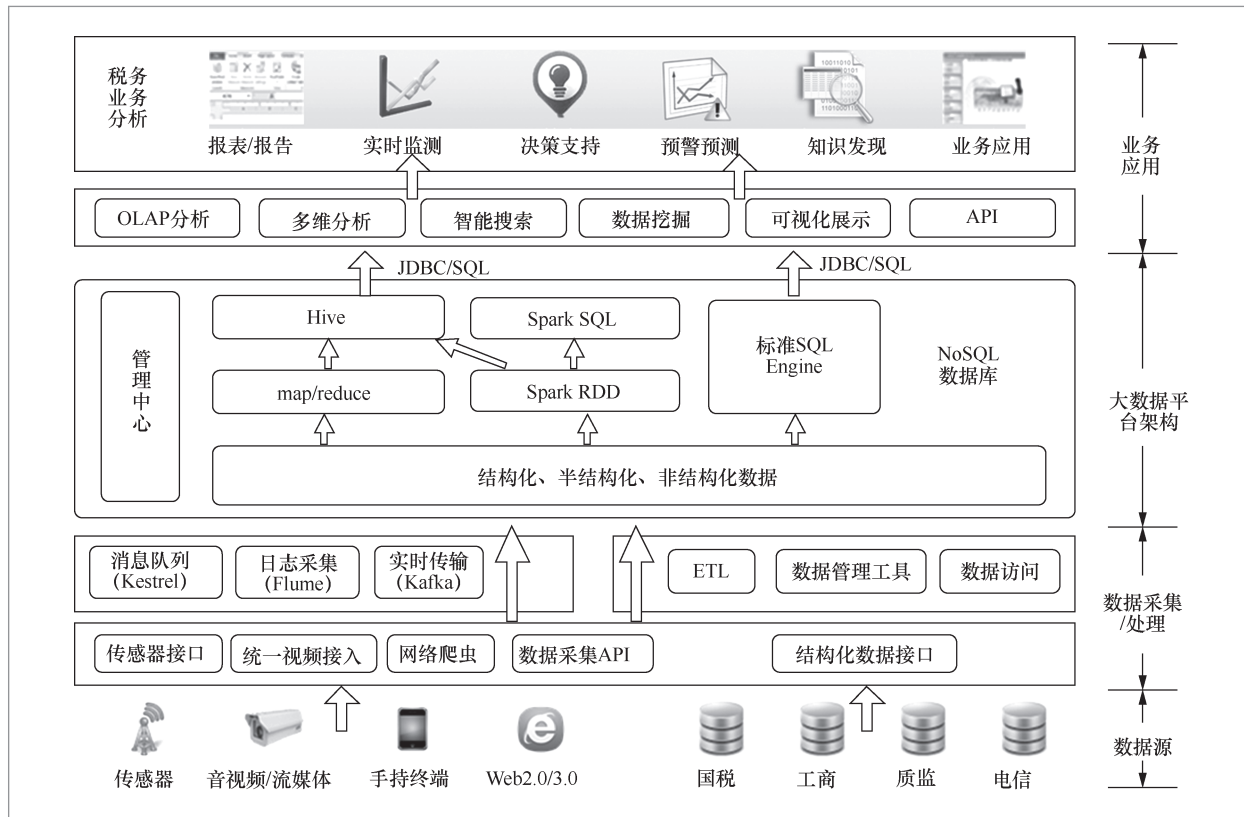 税务
业务
分析
报表/报告
实时监测
决策支持
预警预测
知识发现
业务应用
业务
应用
OLAP分析
多维分析
智能搜索
数据挖掘
可视化展示
API
JDBC/SQL
JDBC/SQL
管
理
中
心
Hive
Spark SQL
标准SQL
Engine
NoSQL
数据库
map/reduce
Spark RDD
大数据平
台架构
结构化、半结构化、非结构化数据
消息队列
(Kestrel)
日志采集
(Flume)
实时传输
(Kafka)
ETL
数据管理工具
数据访问
数据采集
/处理
传感器接口
统一视频接入
网络爬虫
数据采集API
结构化数据接口
传感器
音视频/流媒体
手持终端
Web2.0/3.0
国税
工商
质监
电信
数据源